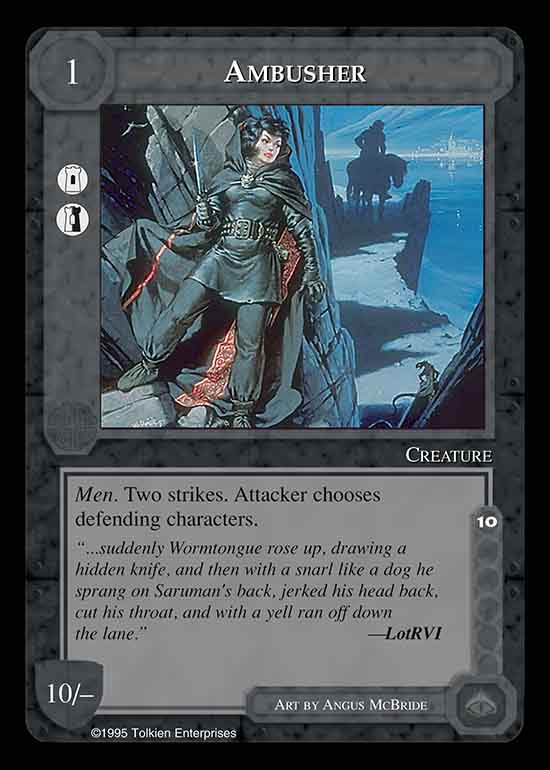 1
AMBUSHER
CREATURE
Men. Two strikes. Attacker chooses
defending characters.
10
“...suddenly Wormtongue rose up, drawing a
hidden knife, and then with a snarl like a dog he
sprang on Saruman's back, jerked his head back,
cut his throat, and with a yell ran off down
the lane.” —LotRVI
10/–
ART BY ANGUS MCBRIDE
©1995 Tolkien Enterprises